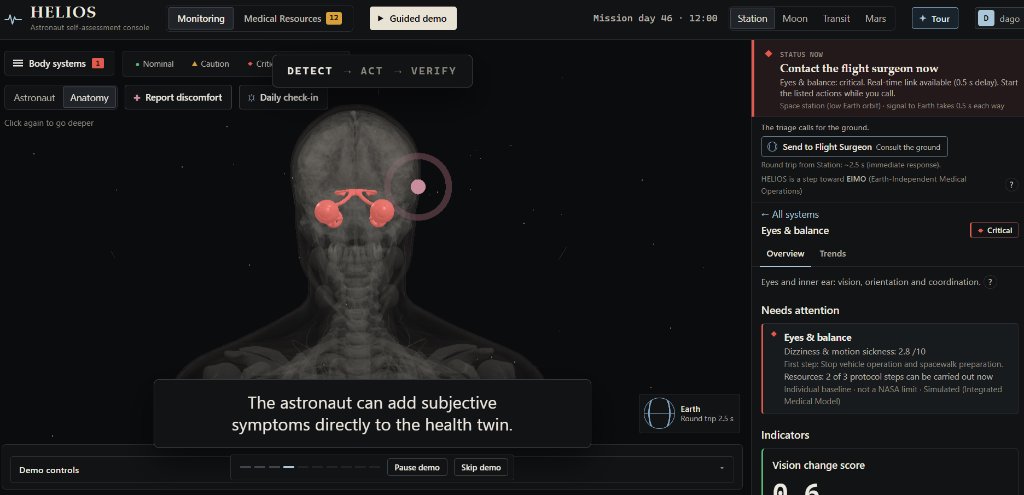 HELIOS
Astronaut self-assessment console
Monitoring
Medical Resources 12
Guided demo
Mission day 46 · 12:00
Station
Moon
Transit
Mars
Tour
D dago
Body systems 1
Nominal
Caution
DETECT → ACT → VERIFY
Astronaut
Anatomy
Report discomfort
Daily check-in
Click again to go deeper
STATUS NOW
Contact the flight surgeon now
Eyes & balance: critical. Real-time link available (0.5 s delay). Start
the listed actions while you call.
Space station (low Earth orbit) · signal to Earth takes 0.5 s each way
The triage calls for the ground.
Send to Flight Surgeon Consult the ground
Round trip from Station: ~2.5 s (immediate response).
HELIOS is a step toward EIMO (Earth-Independent Medical
Operations)
?
← All systems
Eyes & balance
Critical
Overview
Trends
Eyes and inner ear: vision, orientation and coordination. ?
Needs attention
Eyes & balance
Dizziness & motion sickness: 2.8 /10
First step: Stop vehicle operation and spacewalk preparation.
Resources: 2 of 3 protocol steps can be carried out now
Individual baseline · not a NASA limit · Simulated (Integrated
Medical Model)
Indicators
Vision change score
0.6
The astronaut can add subjective
symptoms directly to the health twin.
Earth
Round trip 2.5 s
Demo controls
Pause demo
Skip demo